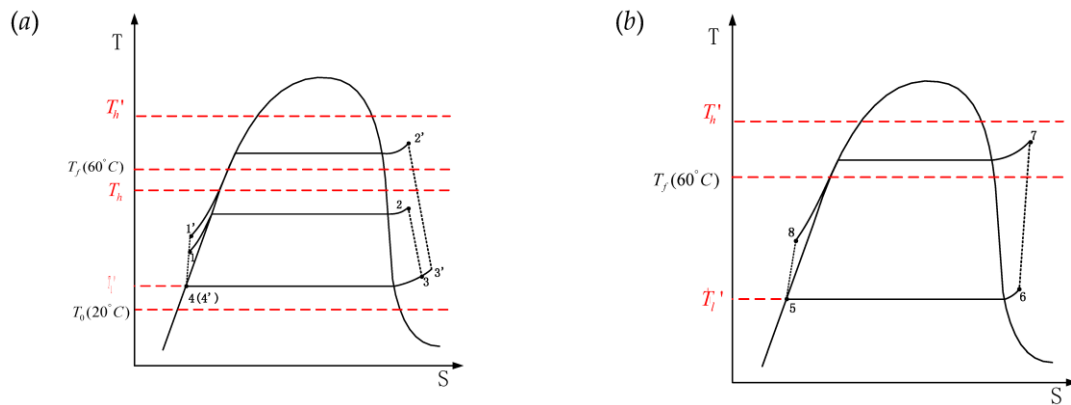 (a)
T
T_h'
T_f(60°C)
T_h
T_0(20°C)
1'
1
2'
2
3'
3
4(4')
S
(b)
T
T_h'
T_f(60°C)
T_l'
5
6
7
8
S